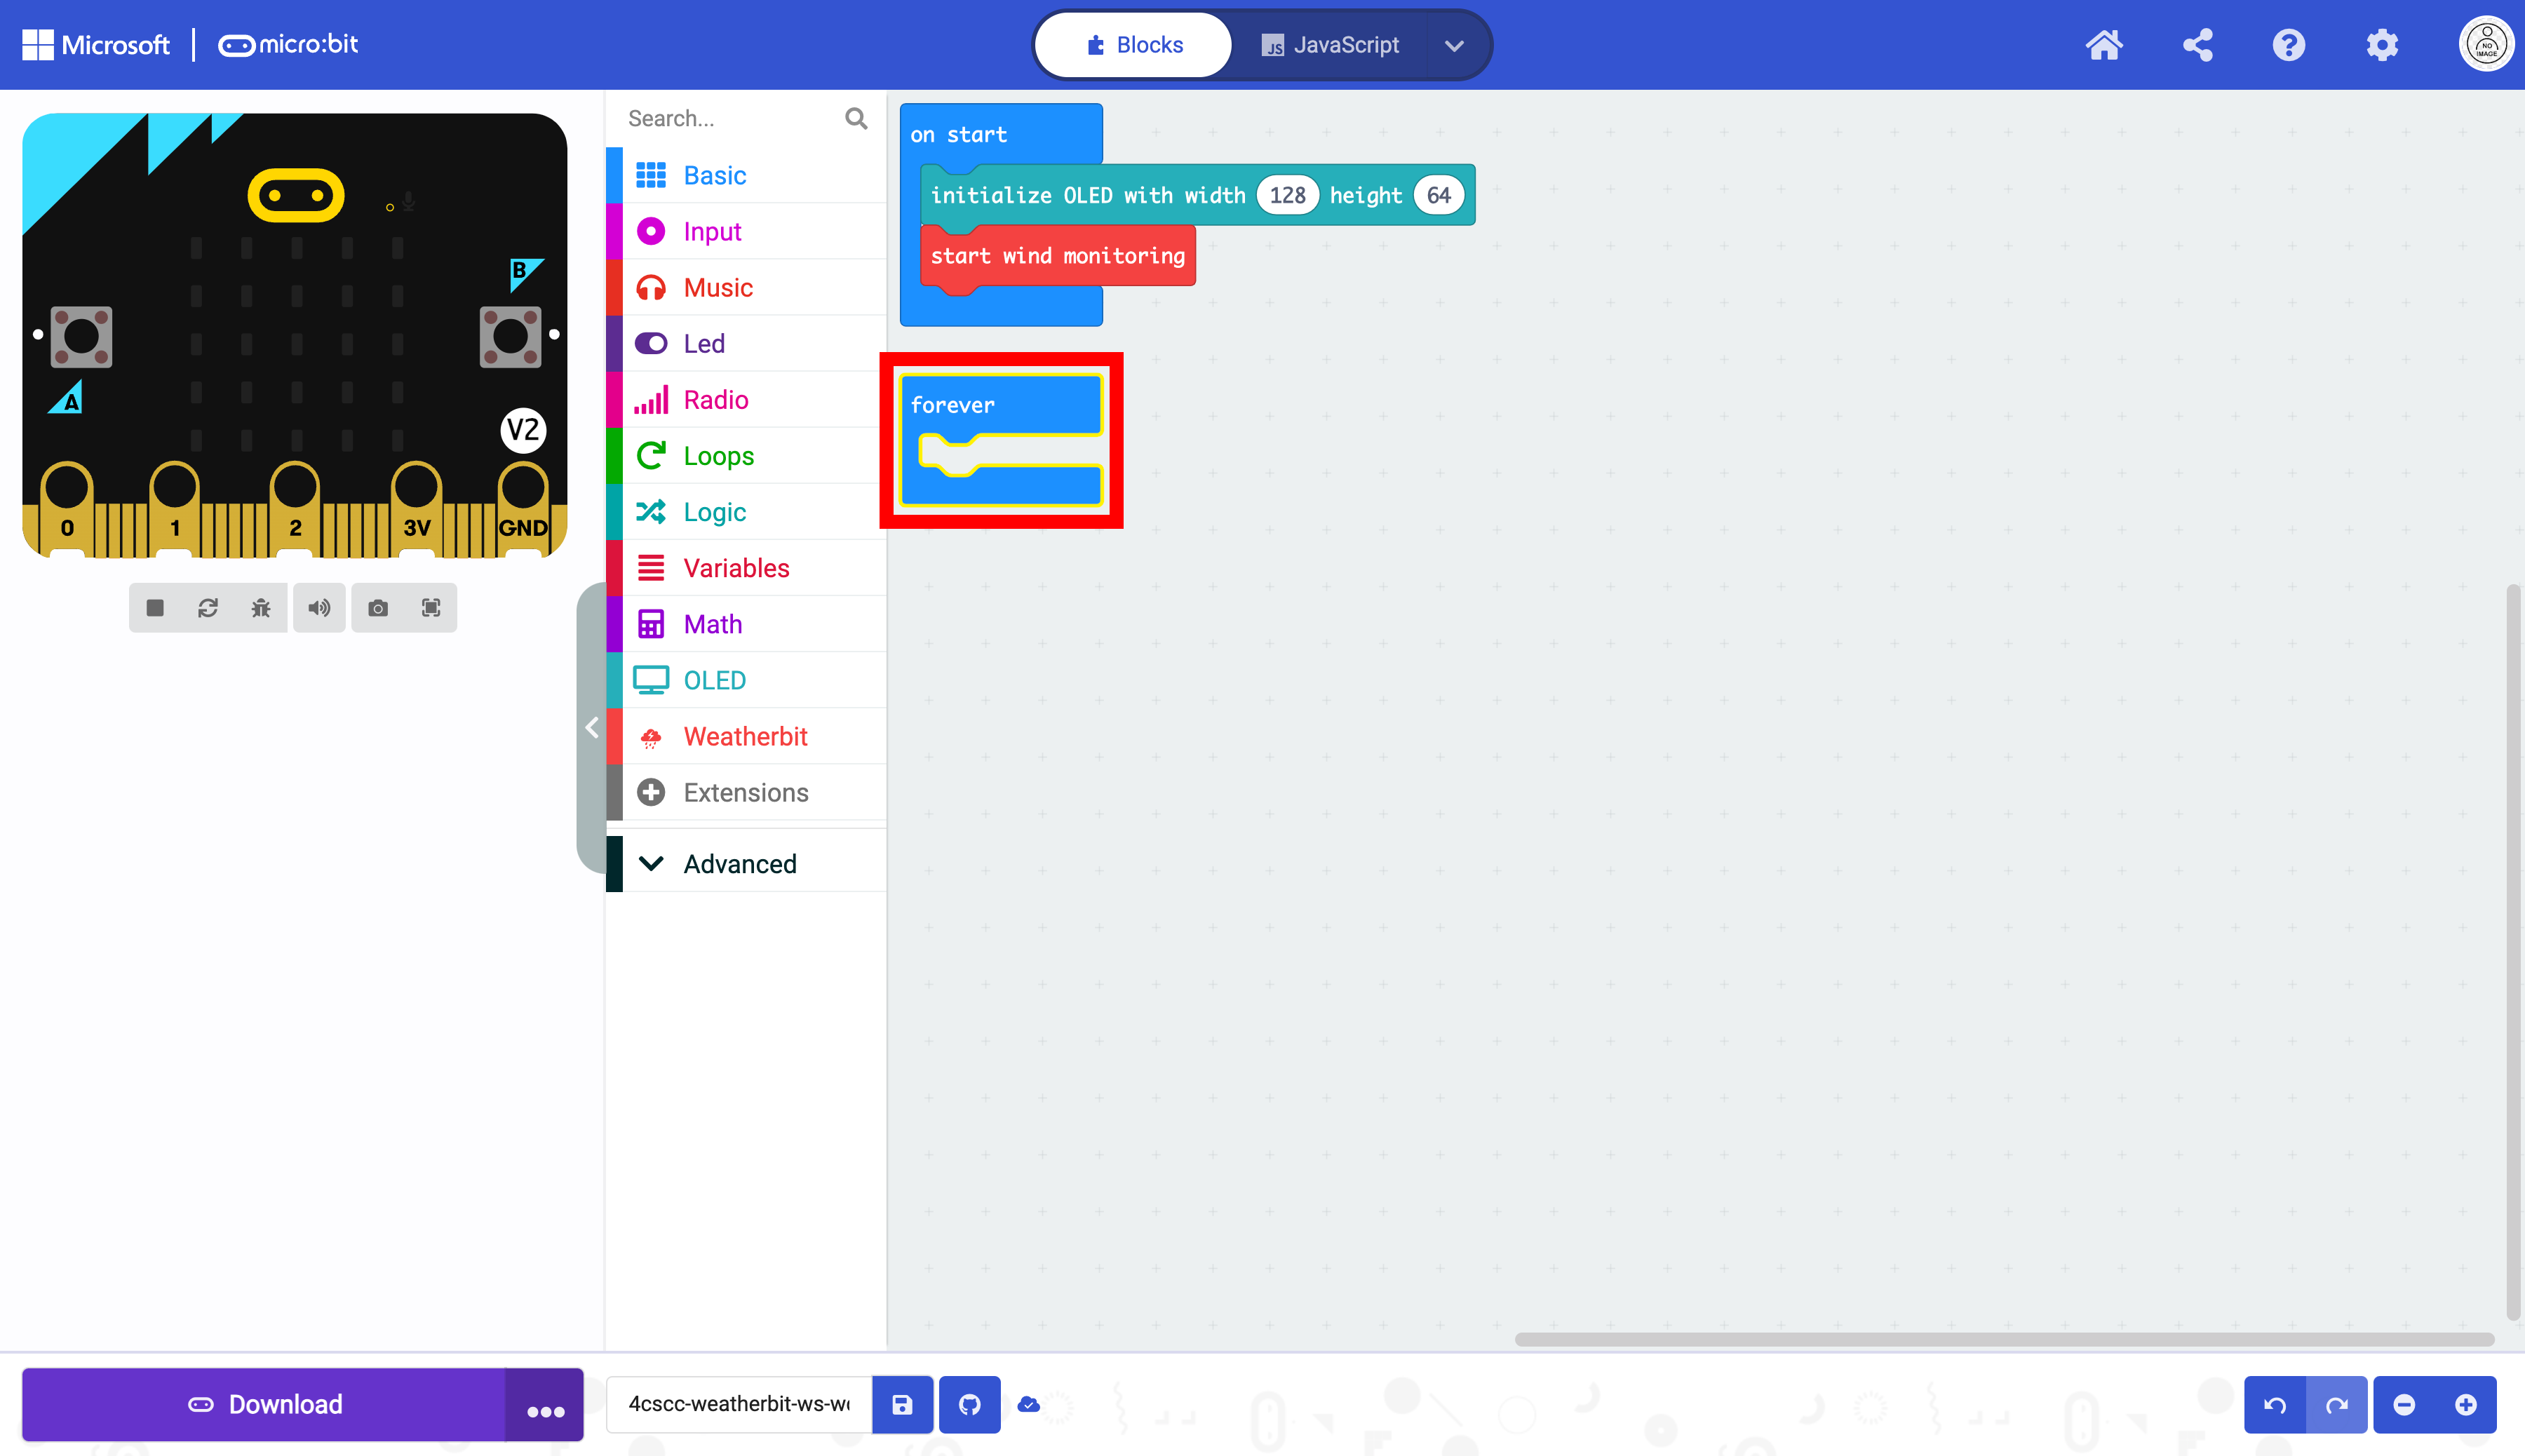 Microsoft | micro:bit
Blocks
JavaScript
NO
IMAGE
B
A
V2
0 1 2 3V GND
Search...
Basic
Input
Music
Led
Radio
Loops
Logic
Variables
Math
OLED
Weatherbit
Extensions
Advanced
on start
initialize OLED with width 128 height 64
start wind monitoring
forever
Download
4cscc-weatherbit-ws-w